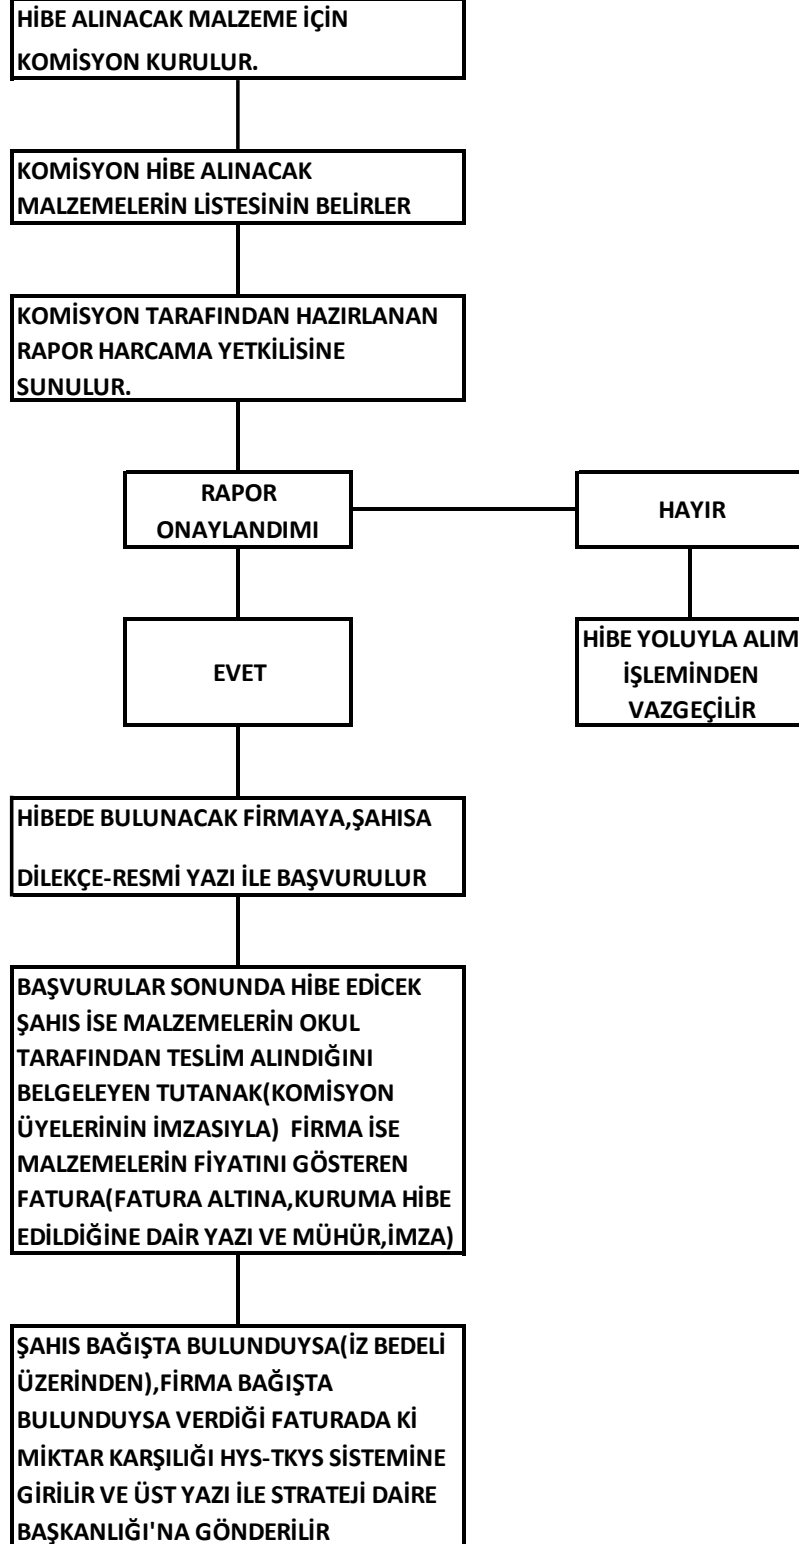 HİBE ALINACAK MALZEME İÇİN
KOMİSYON KURULUR.
KOMİSYON HİBE ALINACAK
MALZEMELERİN LİSTESİNİN BELİRLER
KOMİSYON TARAFINDAN HAZIRLANAN
RAPOR HARCAMA YETKİLİSİNE
SUNULUR.
RAPOR
ONAYLANDIMI
HAYIR
EVET
HİBE YOLUYLA ALIM
İŞLEMİNDEN
VAZGEÇİLİR
HİBEDE BULUNACAK FİRMAYA,ŞAHISA
DİLEKÇE-RESMİ YAZI İLE BAŞVURULUR
BAŞVURULAR SONUNDA HİBE EDİCEK
ŞAHIS İSE MALZEMELERİN OKUL
TARAFINDAN TESLİM ALINDIĞINI
BELGELEYEN TUTANAK(KOMİSYON
ÜYELERİNİN İMZASIYLA)  FİRMA İSE
MALZEMELERİN FİYATINI GÖSTEREN
FATURA(FATURA ALTINA,KURUMA HİBE
EDİLDİĞİNE DAİR YAZI VE MÜHÜR,İMZA)
ŞAHIS BAĞIŞTA BULUNDUYSA(İZ BEDELİ
ÜZERİNDEN),FİRMA BAĞIŞTA
BULUNDUYSA VERDİĞİ FATURADA Kİ
MİKTAR KARŞILIĞI HYS-TKYS SİSTEMİNE
GİRİLİR VE ÜST YAZI İLE STRATEJİ DAİRE
BAŞKANLIĞI'NA GÖNDERİLİR